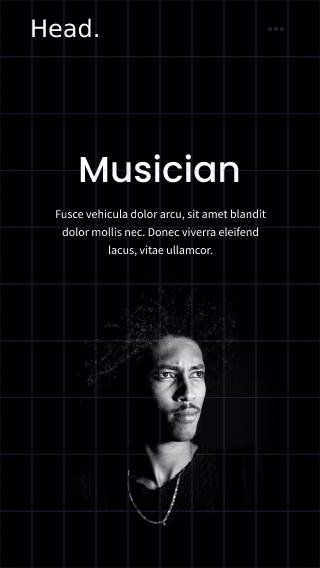 Head.
Musician
Fusce vehicula dolor arcu, sit amet blandit
dolor mollis nec. Donec viverra eleifend
lacus, vitae ullamcor.